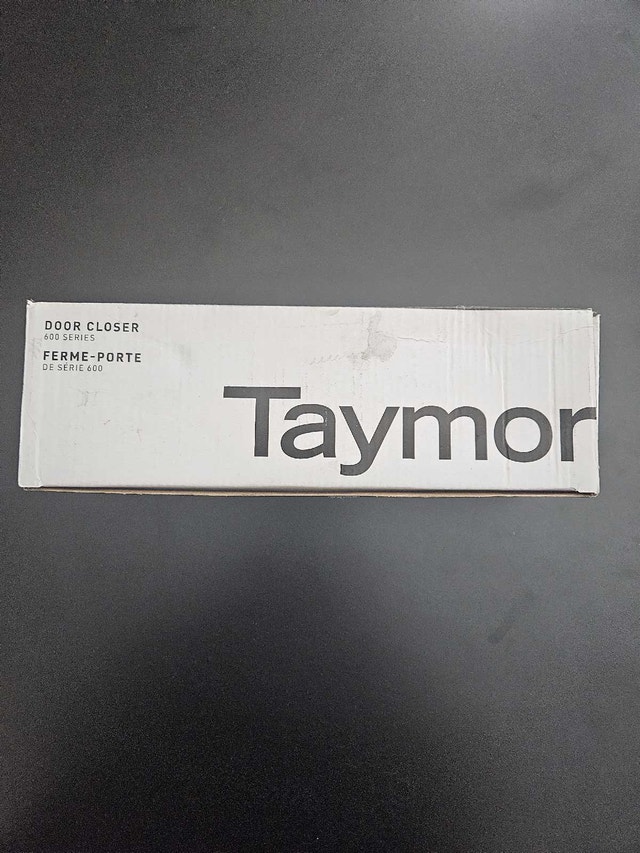 DOOR CLOSER
600 SERIES
FERME-PORTE
DE SÉRIE 600
Taymor